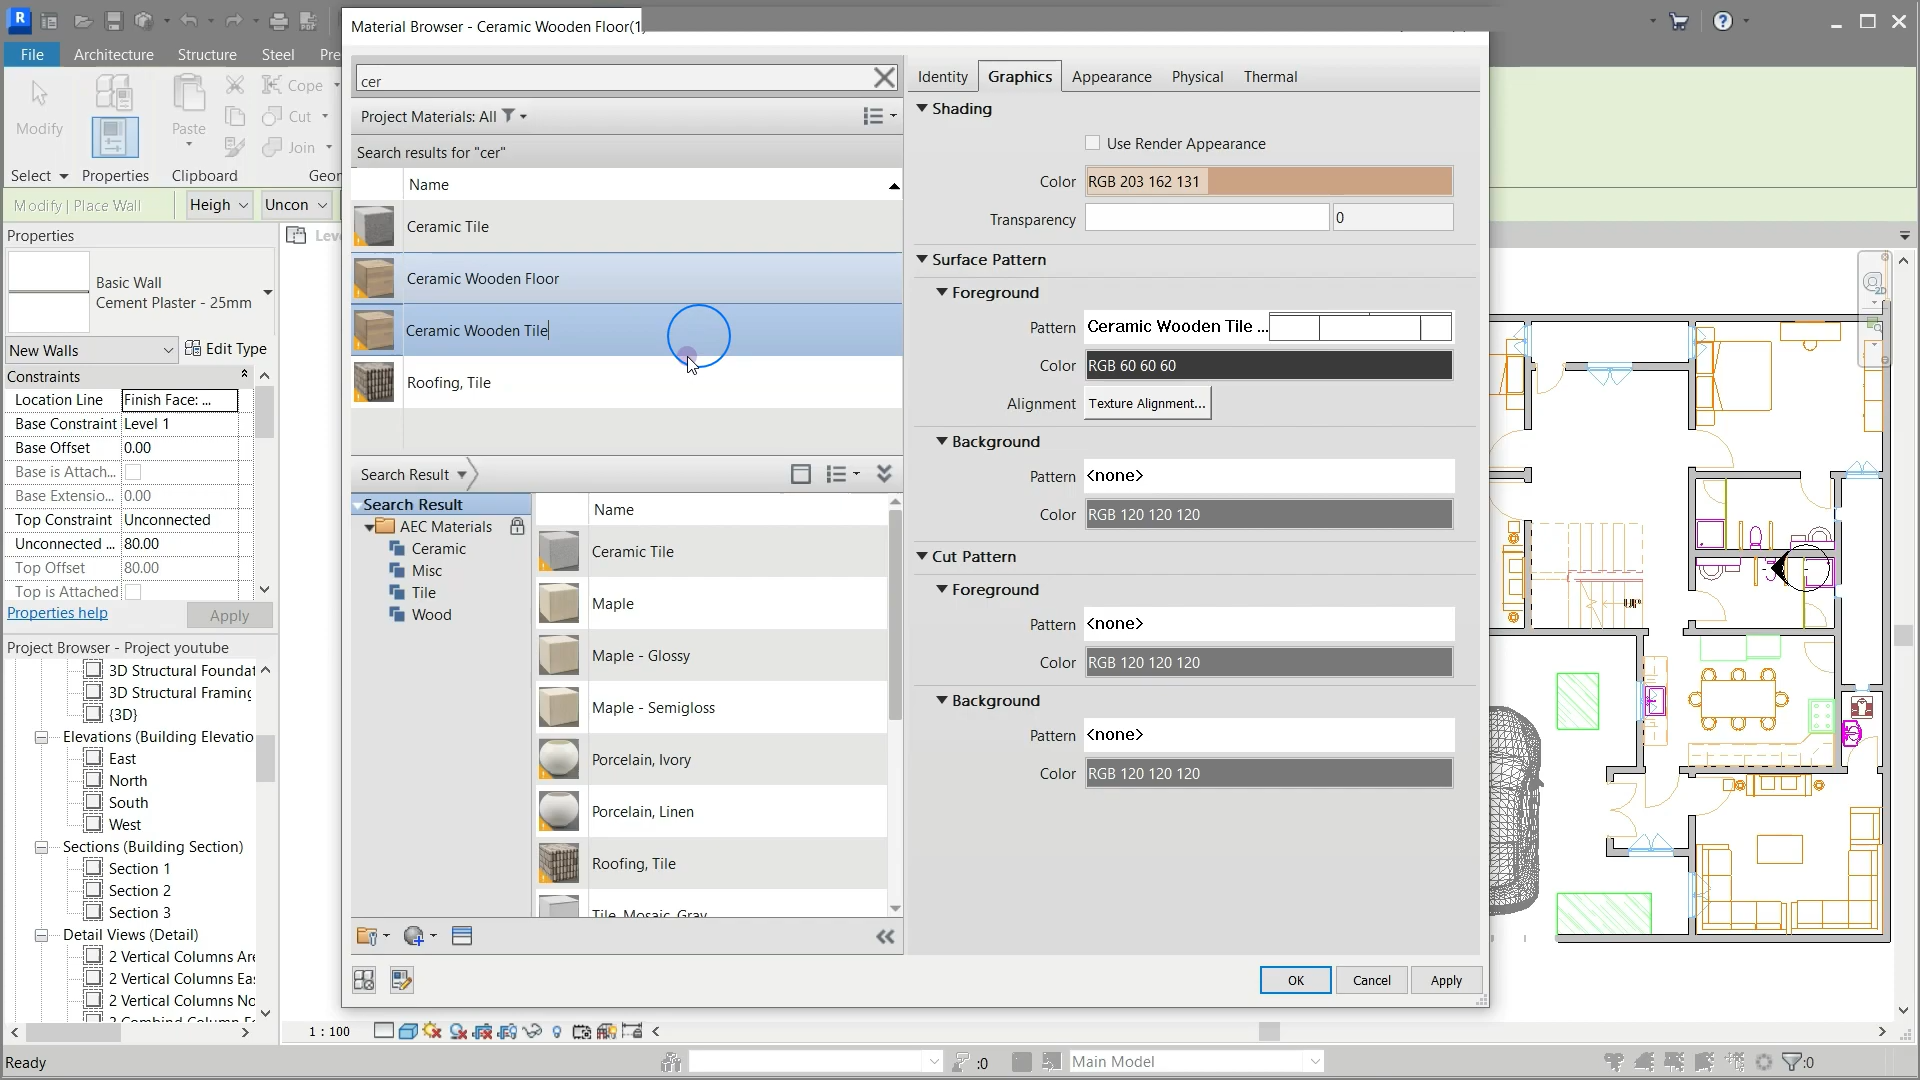 Material Browser - Ceramic Wooden Floor(1)
File
Architecture
Structure
Steel
Modify
Paste
Cope
Cut
Join
Select
Properties
Clipboard
Modify | Place Wall
Heigh
Uncon
Properties
Basic Wall
Cement Plaster - 25mm
New Walls
Edit Type
Constraints
Location Line Finish Face: ...
Base Constraint Level 1
Base Offset 0.00
Base is Attach...
Base Extensio... 0.00
Top Constraint Unconnected
Unconnected ... 80.00
Top Offset 80.00
Top is Attached
Properties help
Apply
Project Browser - Project youtube
3D Structural Foundat
3D Structural Framing
{3D}
Elevations (Building Elevatio
East
North
South
West
Sections (Building Section)
Section 1
Section 2
Section 3
Detail Views (Detail)
2 Vertical Columns Are
2 Vertical Columns Eas
2 Vertical Columns No
Ready
cer
Project Materials: All
Search results for "cer"
Name
Ceramic Tile
Ceramic Wooden Floor
Ceramic Wooden Tile
Roofing, Tile
Search Result
Search Result
AEC Materials
Ceramic
Misc
Tile
Wood
Name
Ceramic Tile
Maple
Maple - Glossy
Maple - Semigloss
Porcelain, Ivory
Porcelain, Linen
Roofing, Tile
Tile, Mosaic, Gray
Identity
Graphics
Appearance
Physical
Thermal
Shading
Use Render Appearance
Color RGB 203 162 131
Transparency 0
Surface Pattern
Foreground
Pattern Ceramic Wooden Tile ...
Color RGB 60 60 60
Alignment Texture Alignment...
Background
Pattern <none>
Color RGB 120 120 120
Cut Pattern
Foreground
Pattern <none>
Color RGB 120 120 120
Background
Pattern <none>
Color RGB 120 120 120
OK
Cancel
Apply
UP
1 : 100
:0
Main Model
:0